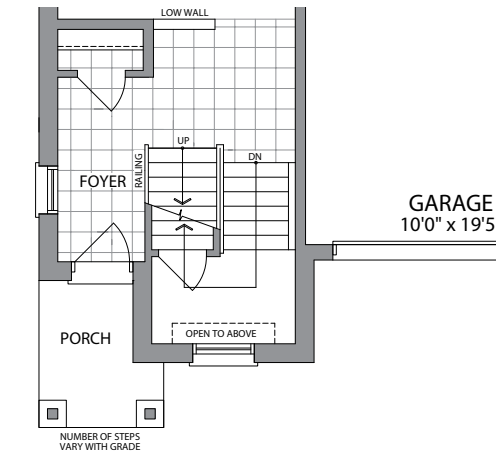 LOW WALL
UP
DN
RAILING
FOYER
GARAGE
10'0" x 19'5
PORCH
OPEN TO ABOVE
NUMBER OF STEPS
VARY WITH GRADE